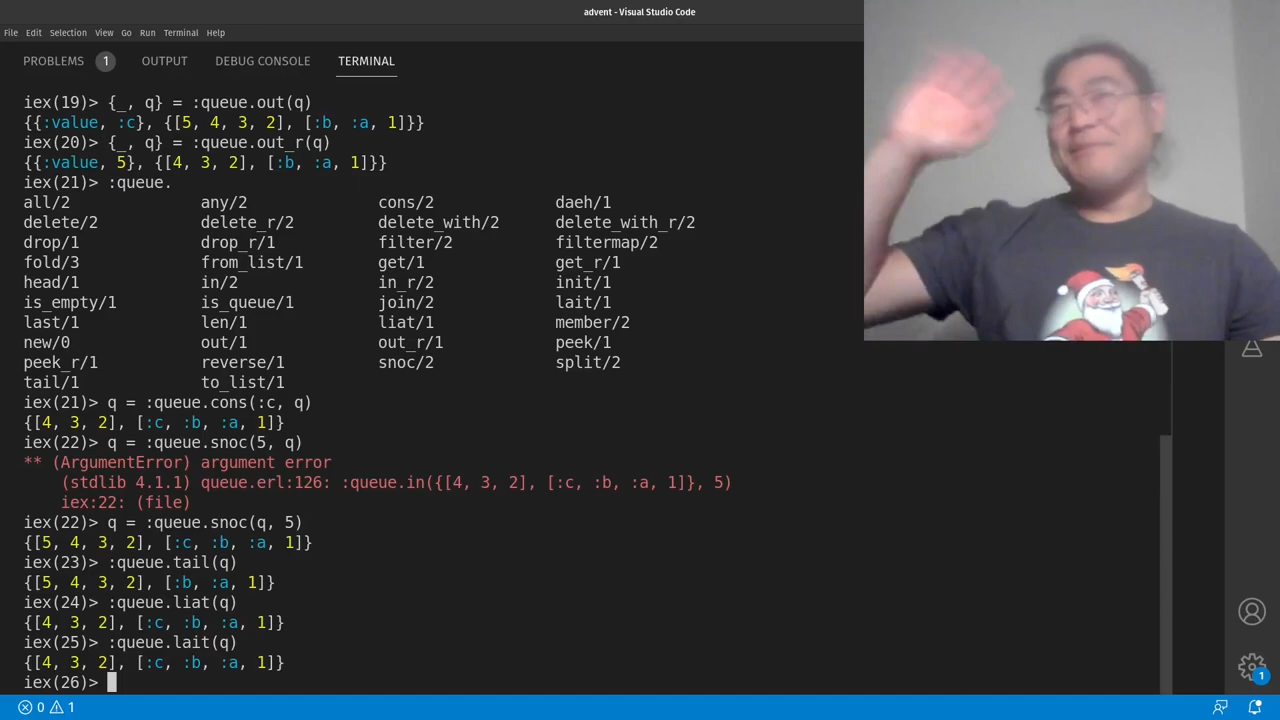 advent - Visual Studio Code
File Edit Selection View Go Run Terminal Help
PROBLEMS 1 OUTPUT DEBUG CONSOLE TERMINAL
iex(19)> {_, q} = :queue.out(q)
{{:value, :c}, {[5, 4, 3, 2], [:b, :a, 1]}}
iex(20)> {_, q} = :queue.out_r(q)
{{:value, 5}, {[4, 3, 2], [:b, :a, 1]}}
iex(21)> :queue.
all/2 any/2 cons/2 daeh/1
delete/2 delete_r/2 delete_with/2 delete_with_r/2
drop/1 drop_r/1 filter/2 filtermap/2
fold/3 from_list/1 get/1 get_r/1
head/1 in/2 in_r/2 init/1
is_empty/1 is_queue/1 join/2 lait/1
last/1 len/1 liat/1 member/2
new/0 out/1 out_r/1 peek/1
peek_r/1 reverse/1 snoc/2 split/2
tail/1 to_list/1
iex(21)> q = :queue.cons(:c, q)
{[4, 3, 2], [:c, :b, :a, 1]}
iex(22)> q = :queue.snoc(5, q)
** (ArgumentError) argument error
(stdlib 4.1.1) queue.erl:126: :queue.in({[4, 3, 2], [:c, :b, :a, 1]}, 5)
iex:22: (file)
iex(22)> q = :queue.snoc(q, 5)
{[5, 4, 3, 2], [:c, :b, :a, 1]}
iex(23)> :queue.tail(q)
{[5, 4, 3, 2], [:b, :a, 1]}
iex(24)> :queue.liat(q)
{[4, 3, 2], [:c, :b, :a, 1]}
iex(25)> :queue.lait(q)
{[4, 3, 2], [:c, :b, :a, 1]}
iex(26)>
1
0 1